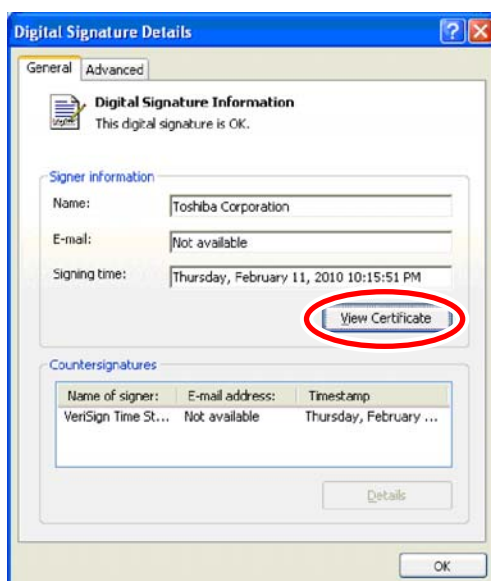 Digital Signature Details
General Advanced
Digital Signature Information
This digital signature is OK.
Signer information
Name: Toshiba Corporation
E-mail: Not available
Signing time: Thursday, February 11, 2010 10:15:51 PM
View Certificate
Countersignatures
Name of signer: E-mail address: Timestamp
VeriSign Time St... Not available Thursday, February ...
Details
OK